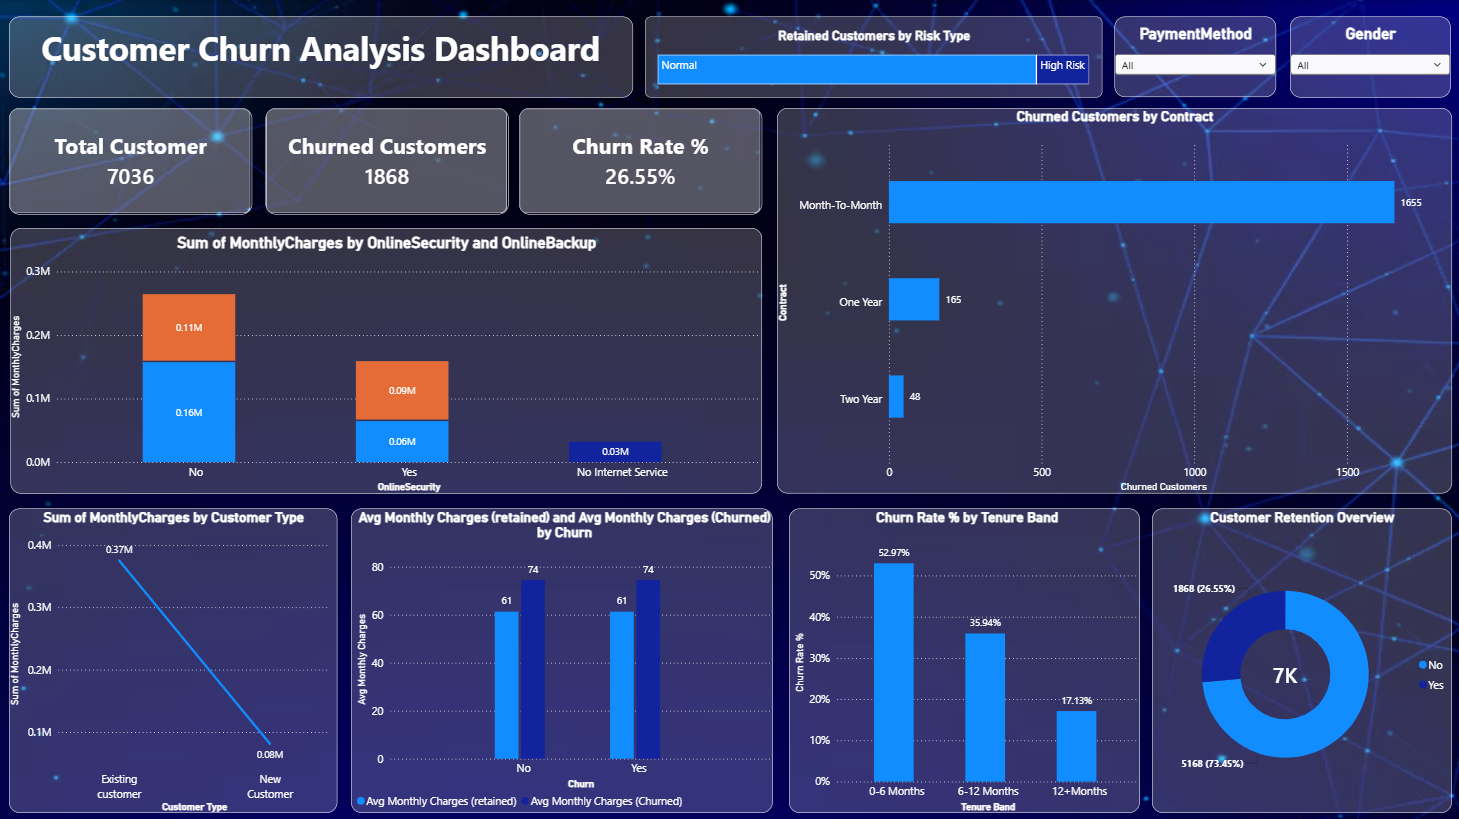 Customer Churn Analysis Dashboard
Retained Customers by Risk Type
Normal
High Risk
PaymentMethod
All
Gender
All
Total Customer
7036
Churned Customers
1868
Churn Rate %
26.55%
Churned Customers by Contract
Contract
Month-To-Month
1655
One Year
165
Two Year
48
0
500
1000
1500
Churned Customers
Sum of MonthlyCharges by OnlineSecurity and OnlineBackup
Sum of MonthlyCharges
0.3M
0.2M
0.1M
0.0M
0.11M
0.16M
0.09M
0.06M
0.03M
No
Yes
No Internet Service
OnlineSecurity
Sum of MonthlyCharges by Customer Type
Sum of MonthlyCharges
0.4M
0.3M
0.2M
0.1M
0.37M
0.08M
Existing
customer
New
Customer
Customer Type
Avg Monthly Charges (retained) and Avg Monthly Charges (Churned)
by Churn
Avg Monthly Charges
80
60
40
20
0
61
74
61
74
No
Yes
Churn
Avg Monthly Charges (retained)
Avg Monthly Charges (Churned)
Churn Rate % by Tenure Band
Churn Rate %
50%
40%
30%
20%
10%
0%
52.97%
35.94%
17.13%
0-6 Months
6-12 Months
12+Months
Tenure Band
Customer Retention Overview
1868 (26.55%)
7K
5168 (73.45%)
No
Yes